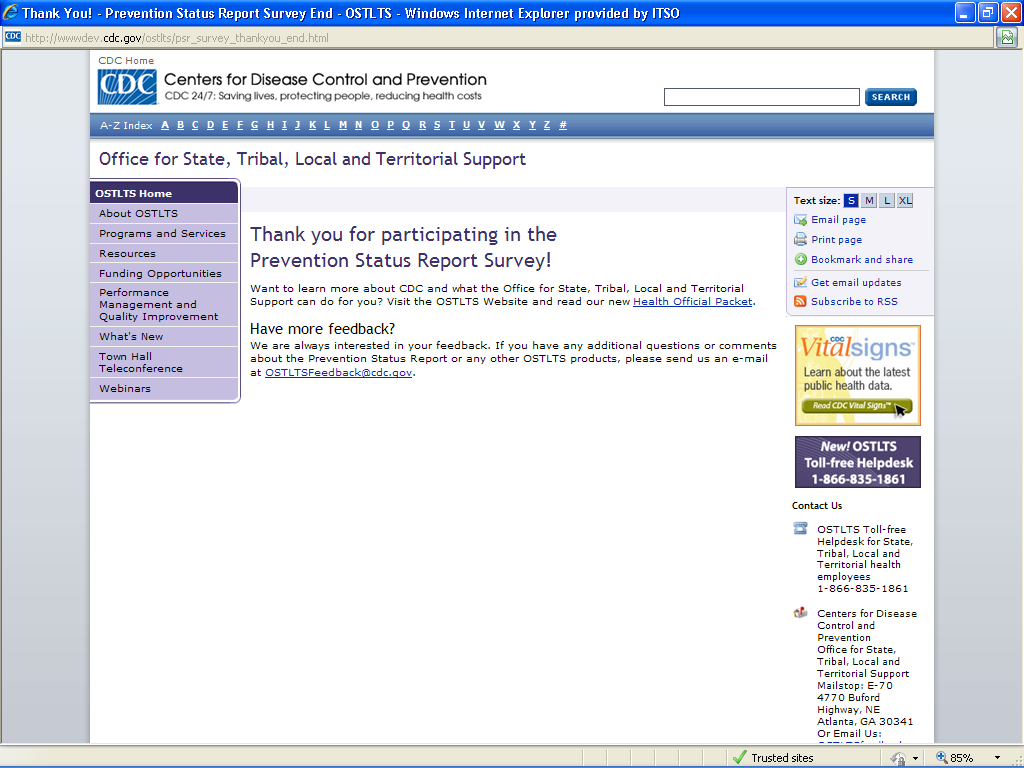 Thank You! - Prevention Status Report Survey End - OSTLTS - Windows Internet Explorer provided by ITSO
CDC http://wwwdev.cdc.gov/ostlts/psr_survey_thankyou_end.html
CDC Home
CDC
Centers for Disease Control and Prevention
CDC 24/7: Saving lives, protecting people, reducing health costs
SEARCH
A-Z Index A B C D E F G H I J K L M N O P Q R S T U V W X Y Z #
Office for State, Tribal, Local and Territorial Support
OSTLTS Home
About OSTLTS
Programs and Services
Resources
Funding Opportunities
Performance
Management and
Quality Improvement
What's New
Town Hall
Teleconference
Webinars
Thank you for participating in the
Prevention Status Report Survey!
Want to learn more about CDC and what the Office for State, Tribal, Local and Territorial
Support can do for you? Visit the OSTLTS Website and read our new Health Official Packet.
Have more feedback?
We are always interested in your feedback. If you have any additional questions or comments
about the Prevention Status Report or any other OSTLTS products, please send us an e-mail
at OSTLTSFeedback@cdc.gov.
Text size: S M L XL
Email page
Print page
Bookmark and share
Get email updates
Subscribe to RSS
CDC
Vitalsigns™
Learn about the latest
public health data.
Read CDC Vital Signs™
New! OSTLTS
Toll-free Helpdesk
1-866-835-1861
Contact Us
OSTLTS Toll-free
Helpdesk for State,
Tribal, Local and
Territorial health
employees
1-866-835-1861
Centers for Disease
Control and
Prevention
Office for State,
Tribal, Local and
Territorial Support
Mailstop: E-70
4770 Buford
Highway, NE
Atlanta, GA 30341
Or Email Us:
Trusted sites
85%